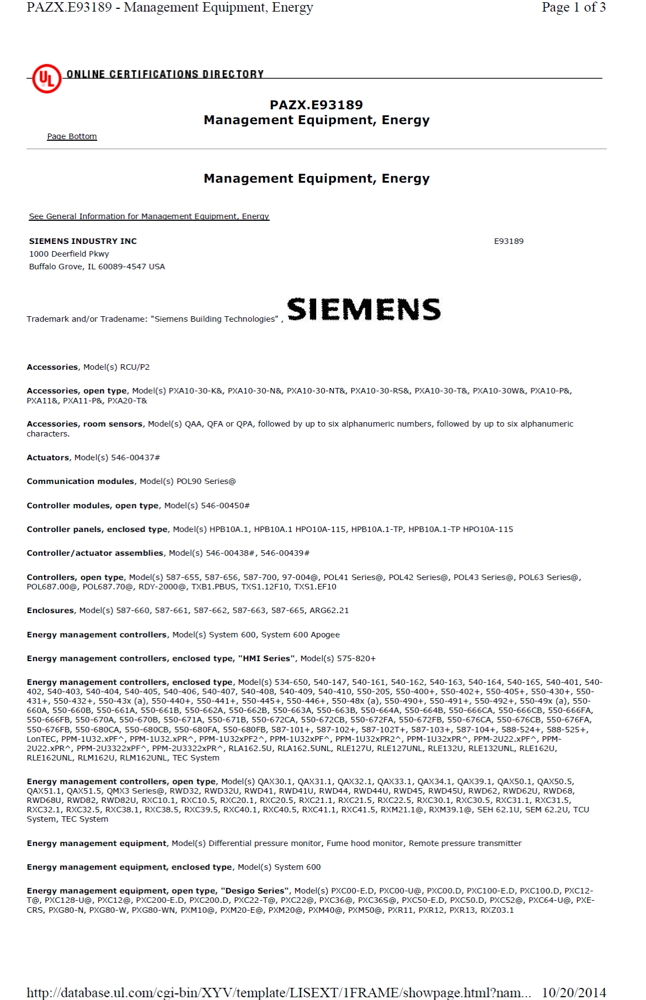 PAZX.E93189 - Management Equipment, Energy Page 1 of 3
UL ONLINE CERTIFICATIONS DIRECTORY
PAZX.E93189
Management Equipment, Energy
Page Bottom
Management Equipment, Energy
See General Information for Management Equipment, Energy
SIEMENS INDUSTRY INC E93189
1000 Deerfield Pkwy
Buffalo Grove, IL 60089-4547 USA
Trademark and/or Tradename: "Siemens Building Technologies" , SIEMENS
Accessories, Model(s) RCU/P2
Accessories, open type, Model(s) PXA10-30-K&, PXA10-30-N&, PXA10-30-NT&, PXA10-30-RS&, PXA10-30-T&, PXA10-30W&, PXA10-P&,
PXA11&, PXA11-P&, PXA20-T&
Accessories, room sensors, Model(s) QAA, QFA or QPA, followed by up to six alphanumeric numbers, followed by up to six alphanumeric
characters.
Actuators, Model(s) 546-00437#
Communication modules, Model(s) POL90 Series@
Controller modules, open type, Model(s) 546-00450#
Controller panels, enclosed type, Model(s) HPB10A.1, HPB10A.1 HPO10A-115, HPB10A.1-TP, HPB10A.1-TP HPO10A-115
Controller/actuator assemblies, Model(s) 546-00438#, 546-00439#
Controllers, open type, Model(s) 587-655, 587-656, 587-700, 97-004@, POL41 Series@, POL42 Series@, POL43 Series@, POL63 Series@,
POL687.00@, POL687.70@, RDY-2000@, TXB1.PBUS, TXS1.12F10, TXS1.EF10
Enclosures, Model(s) 587-660, 587-661, 587-662, 587-663, 587-665, ARG62.21
Energy management controllers, Model(s) System 600, System 600 Apogee
Energy management controllers, enclosed type, "HMI Series", Model(s) 575-820+
Energy management controllers, enclosed type, Model(s) 534-650, 540-147, 540-161, 540-162, 540-163, 540-164, 540-165, 540-401, 540-
402, 540-403, 540-404, 540-405, 540-406, 540-407, 540-408, 540-409, 540-410, 550-205, 550-400+, 550-402+, 550-405+, 550-430+, 550-
431+, 550-432+, 550-43x (a), 550-440+, 550-441+, 550-445+, 550-446+, 550-48x (a), 550-490+, 550-491+, 550-492+, 550-49x (a), 550-
660A, 550-660B, 550-661A, 550-661B, 550-662A, 550-662B, 550-663A, 550-663B, 550-664A, 550-664B, 550-666CA, 550-666CB, 550-666FA,
550-666FB, 550-670A, 550-670B, 550-671A, 550-671B, 550-672CA, 550-672CB, 550-672FA, 550-672FB, 550-676CA, 550-676CB, 550-676FA,
550-676FB, 550-680CA, 550-680CB, 550-680FA, 550-680FB, 587-101+, 587-102+, 587-102T+, 587-103+, 587-104+, 588-524+, 588-525+,
LonTEC, PPM-1U32.xPF^, PPM-1U32.xPR^, PPM-1U32xPF2^, PPM-1U32xPF^, PPM-1U32xPR2^, PPM-1U32xPR^, PPM-2U22.xPF^, PPM-
2U22.xPR^, PPM-2U3322xPF^, PPM-2U3322xPR^, RLA162.5U, RLA162.5UNL, RLE127U, RLE127UNL, RLE132U, RLE132UNL, RLE162U,
RLE162UNL, RLM162U, RLM162UNL, TEC System
Energy management controllers, open type, Model(s) QAX30.1, QAX31.1, QAX32.1, QAX33.1, QAX34.1, QAX39.1, QAX50.1, QAX50.5,
QAX51.1, QAX51.5, QMX3 Series@, RWD32, RWD32U, RWD41, RWD41U, RWD44, RWD44U, RWD45, RWD45U, RWD62, RWD62U, RWD68,
RWD68U, RWD82, RWD82U, RXC10.1, RXC10.5, RXC20.1, RXC20.5, RXC21.1, RXC21.5, RXC22.5, RXC30.1, RXC30.5, RXC31.1, RXC31.5,
RXC32.1, RXC32.5, RXC38.1, RXC38.5, RXC39.5, RXC40.1, RXC40.5, RXC41.1, RXC41.5, RXM21.1@, RXM39.1@, SEH 62.1U, SEM 62.2U, TCU
System, TEC System
Energy management equipment, Model(s) Differential pressure monitor, Fume hood monitor, Remote pressure transmitter
Energy management equipment, enclosed type, Model(s) System 600
Energy management equipment, open type, "Desigo Series", Model(s) PXC00-E.D, PXC00-U@, PXC00.D, PXC100-E.D, PXC100.D, PXC12-
T@, PXC128-U@, PXC12@, PXC200-E.D, PXC200.D, PXC22-T@, PXC22@, PXC36@, PXC36S@, PXC50-E.D, PXC50.D, PXC52@, PXC64-U@, PXE-
CRS, PXG80-N, PXG80-W, PXG80-WN, PXM10@, PXM20-E@, PXM20@, PXM40@, PXM50@, PXR11, PXR12, PXR13, RXZ03.1
http://database.ul.com/cgi-bin/XYV/template/LISEXT/1FRAME/showpage.html?nam... 10/20/2014